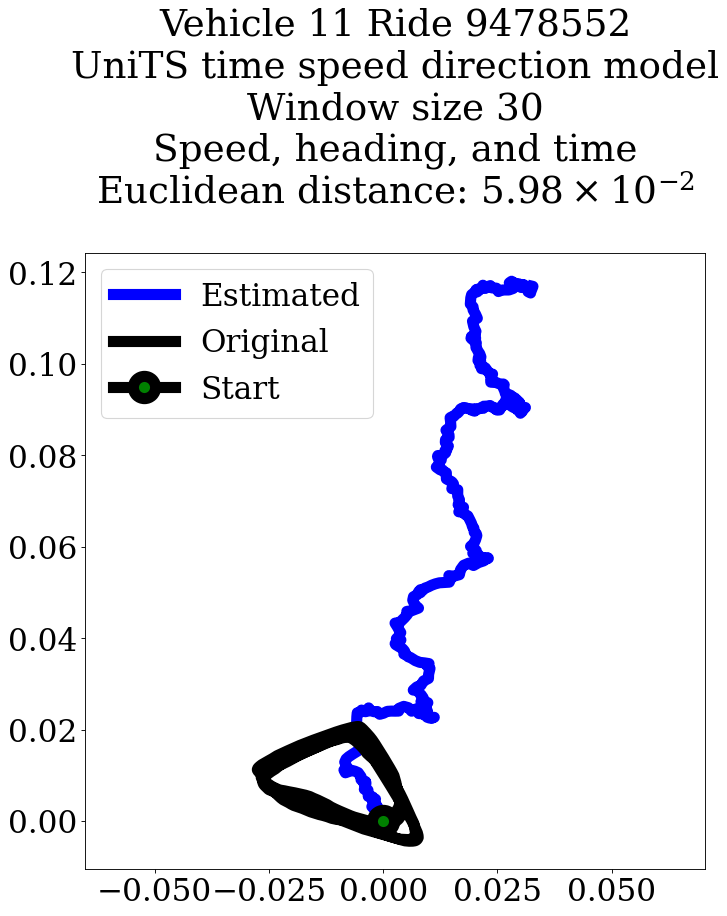 Vehicle 11 Ride 9478552
UniTS time speed direction model
Window size 30
Speed, heading, and time
Euclidean distance: 5.98 × 10⁻²
Estimated
Original
Start
0.12
0.10
0.08
0.06
0.04
0.02
0.00
−0.050 −0.025 0.000 0.025 0.050